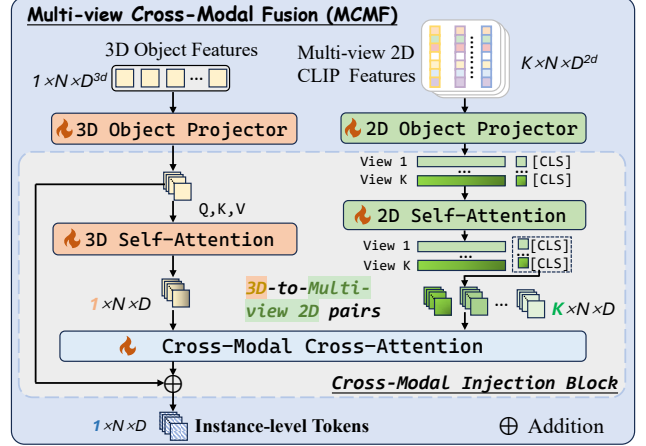 Multi-view Cross-Modal Fusion (MCMF)
3D Object Features
1×N×D^{3d}
...
Multi-view 2D
CLIP Features
K×N×D^{2d}
3D Object Projector
2D Object Projector
View 1
[CLS]
...
...
View K
[CLS]
Q,K,V
3D Self-Attention
2D Self-Attention
View 1
[CLS]
...
...
View K
[CLS]
1×N×D
3D-to-Multi-
view 2D pairs
...
K×N×D
Cross-Modal Cross-Attention
Cross-Modal Injection Block
1×N×D
Instance-level Tokens
⊕ Addition